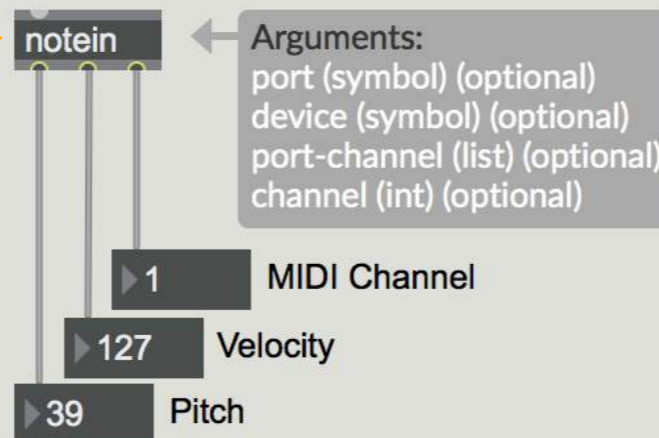 notein
Arguments:
port (symbol) (optional)
device (symbol) (optional)
port-channel (list) (optional)
channel (int) (optional)
1 MIDI Channel
127 Velocity
39 Pitch